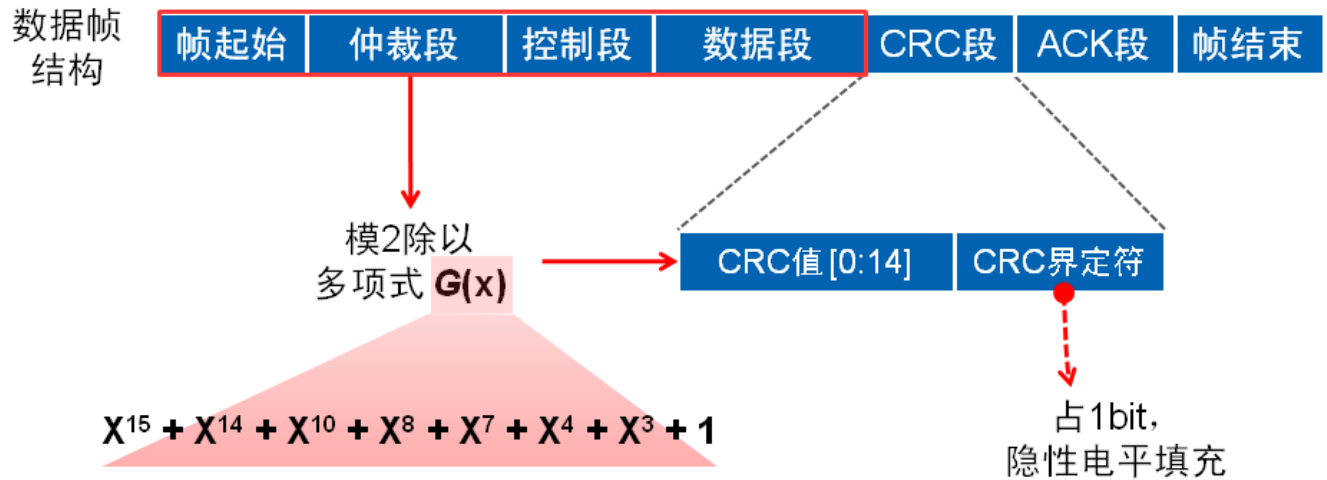 数据帧
结构
帧起始 仲裁段 控制段 数据段 CRC段 ACK段 帧结束
模2除以
多项式 G(x)
CRC值[0:14] CRC界定符
X¹⁵ + X¹⁴ + X¹⁰ + X⁸ + X⁷ + X⁴ + X³ + 1
占1bit,
隐性电平填充